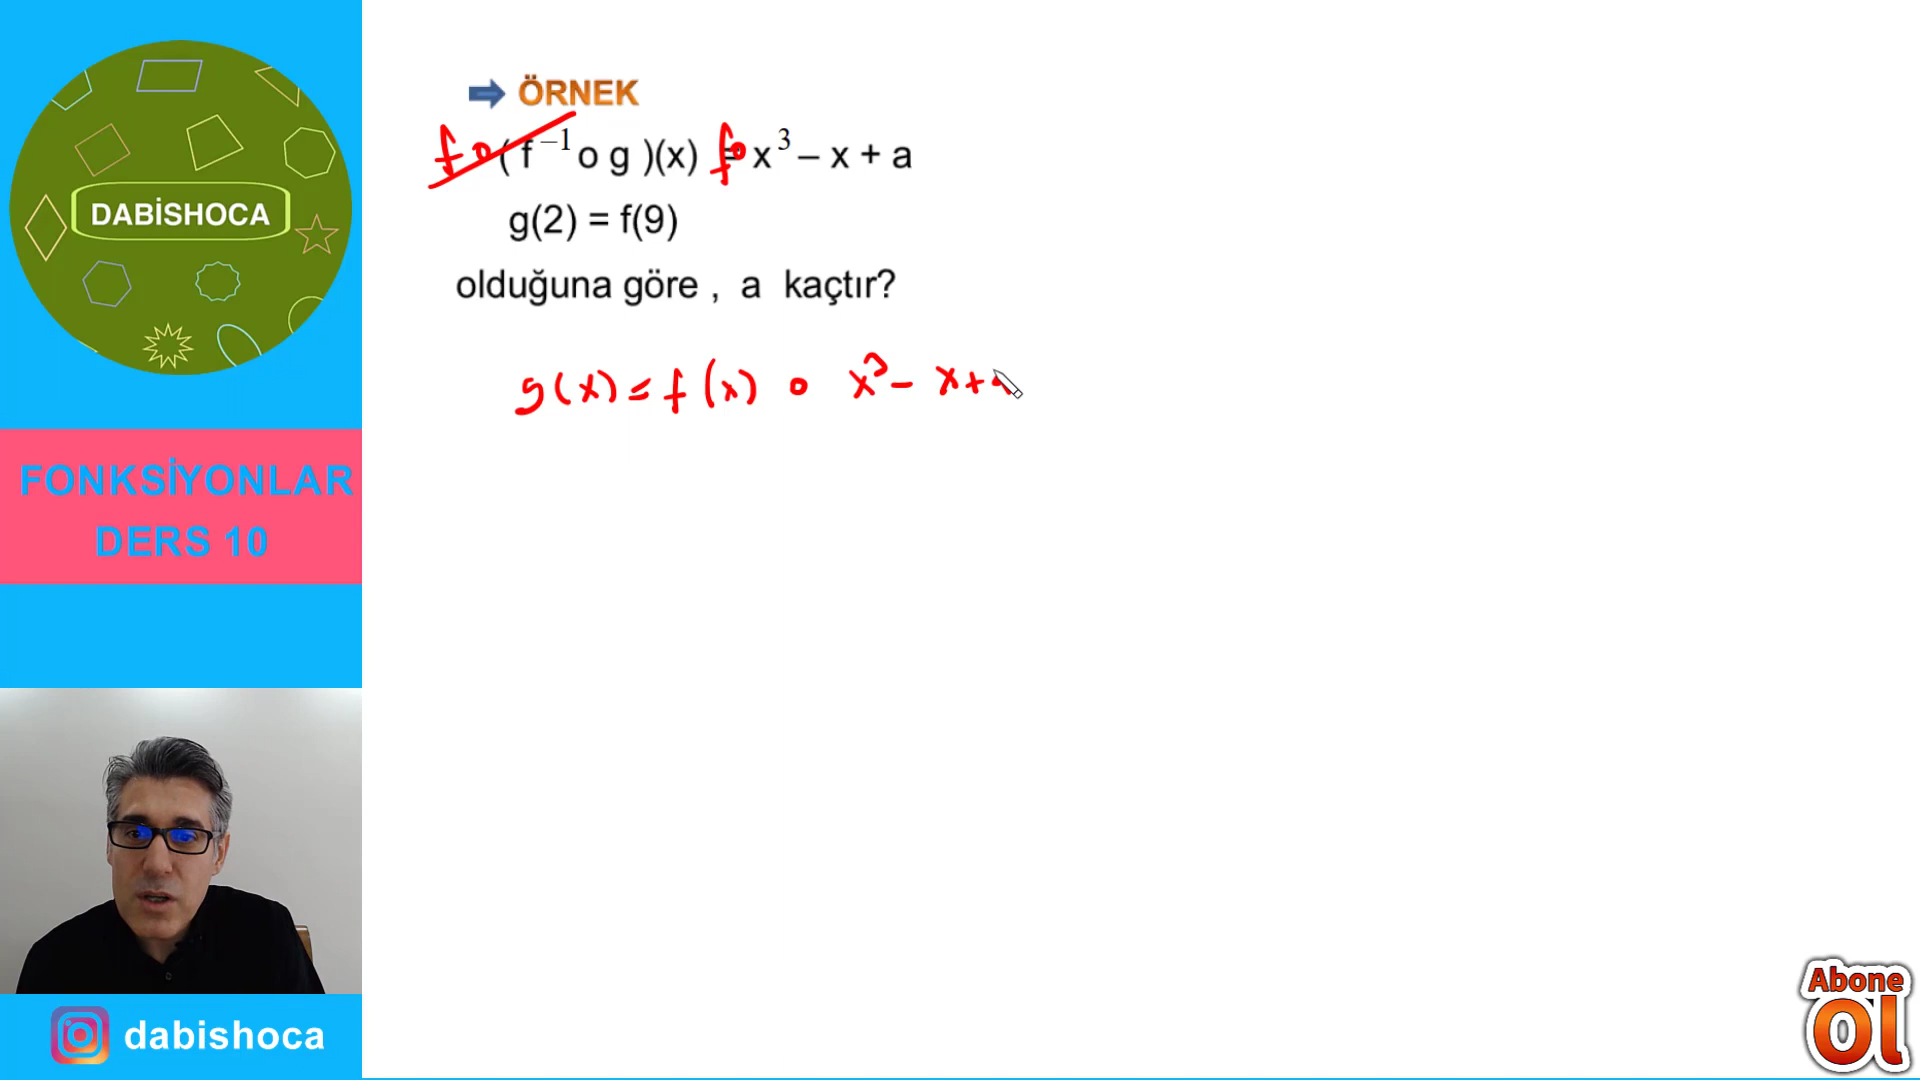 DABİSHOCA
FONKSİYONLAR
DERS 10
dabishoca
ÖRNEK
fo(f⁻¹ o g)(x) = fo x³ – x + a
g(2) = f(9)
olduğuna göre , a kaçtır?
g(x) = f(x) o x³ - x +
Abone
Ol